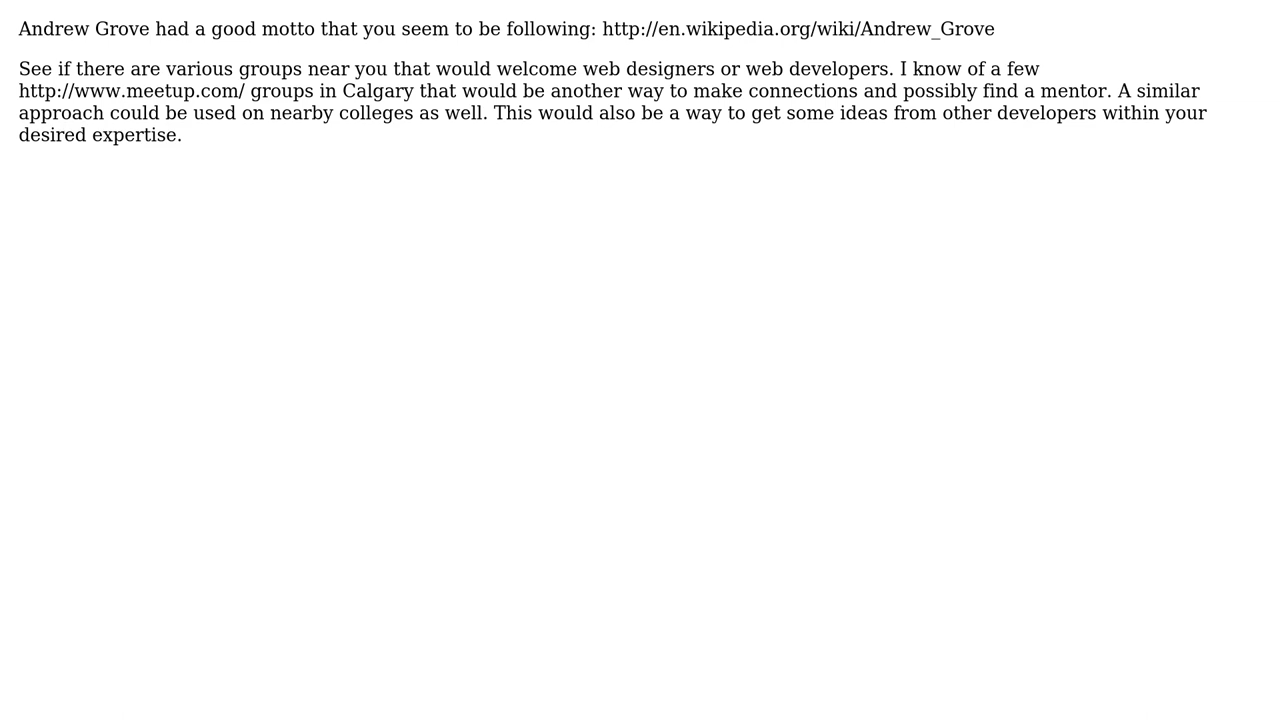 Andrew Grove had a good motto that you seem to be following: http://en.wikipedia.org/wiki/Andrew_Grove
See if there are various groups near you that would welcome web designers or web developers. I know of a few
http://www.meetup.com/ groups in Calgary that would be another way to make connections and possibly find a mentor. A similar
approach could be used on nearby colleges as well. This would also be a way to get some ideas from other developers within your
desired expertise.